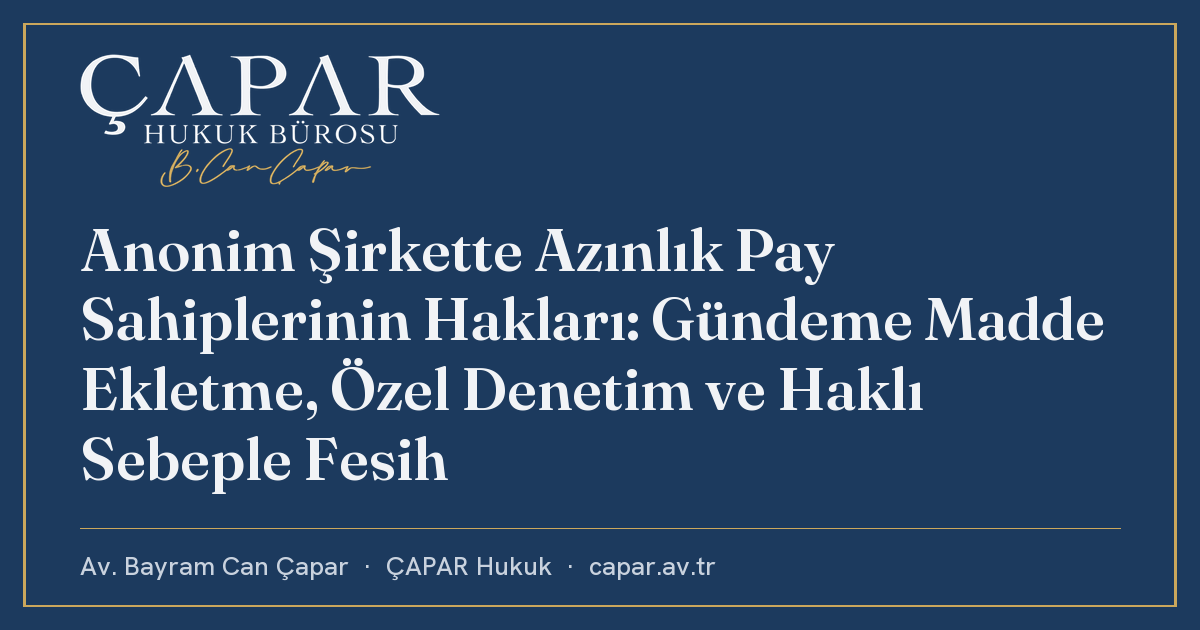 ÇAPAR
HUKUK BÜROSU
B.Can Çapar
Anonim Şirkette Azınlık Pay
Sahiplerinin Hakları: Gündeme Madde
Ekletme, Özel Denetim ve Haklı
Sebeple Fesih
Av. Bayram Can Çapar · ÇAPAR Hukuk · capar.av.tr